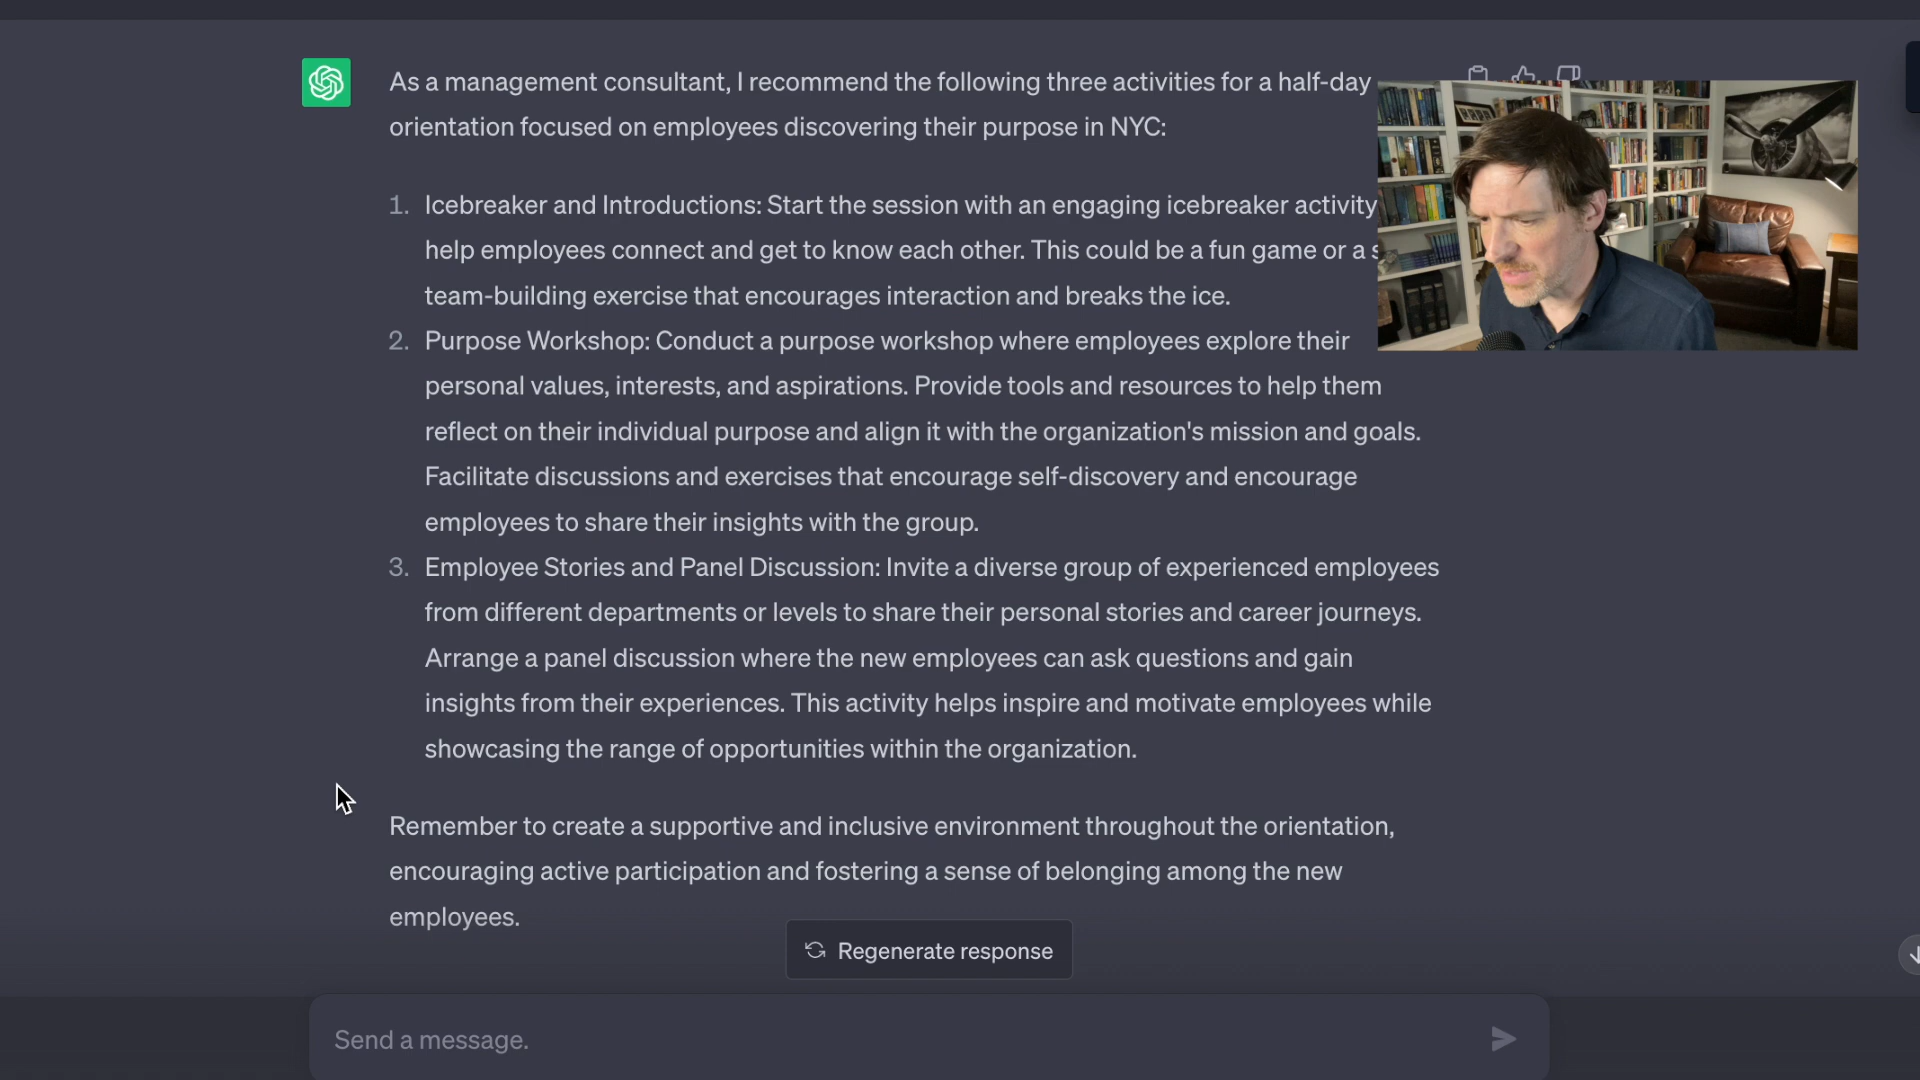 As a management consultant, I recommend the following three activities for a half-day
orientation focused on employees discovering their purpose in NYC:
1. Icebreaker and Introductions: Start the session with an engaging icebreaker activity
help employees connect and get to know each other. This could be a fun game or a
team-building exercise that encourages interaction and breaks the ice.
2. Purpose Workshop: Conduct a purpose workshop where employees explore their
personal values, interests, and aspirations. Provide tools and resources to help them
reflect on their individual purpose and align it with the organization's mission and goals.
Facilitate discussions and exercises that encourage self-discovery and encourage
employees to share their insights with the group.
3. Employee Stories and Panel Discussion: Invite a diverse group of experienced employees
from different departments or levels to share their personal stories and career journeys.
Arrange a panel discussion where the new employees can ask questions and gain
insights from their experiences. This activity helps inspire and motivate employees while
showcasing the range of opportunities within the organization.
Remember to create a supportive and inclusive environment throughout the orientation,
encouraging active participation and fostering a sense of belonging among the new
employees.
Regenerate response
Send a message.